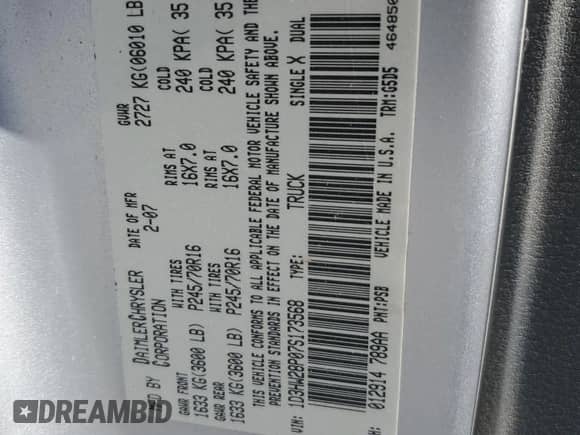 MFD BY DAIMLERCHRYSLER CORPORATION
DATE OF MFR 2-07
GVWR 2727 KG(06010 LB
GAWR FRONT WITH TIRES RIMS AT COLD
1633 KG(3600 LB) P245/70R16 16X7.0 240 KPA( 35
GAWR REAR WITH TIRES RIMS AT COLD
1633 KG(3600 LB) P245/70R16 16X7.0 240 KPA( 35
THIS VEHICLE CONFORMS TO ALL APPLICABLE FEDERAL MOTOR VEHICLE SAFETY AND THE
PREVENTION STANDARDS IN EFFECT ON THE DATE OF MANUFACTURE SHOWN ABOVE.
VIN: 1D3HW28P07S173568 TYPE: TRUCK SINGLE X DUAL
012914 789AA PNT:PSB VEHICLE MADE IN U.S.A. TRM:G5D5 464850
DREAMBID